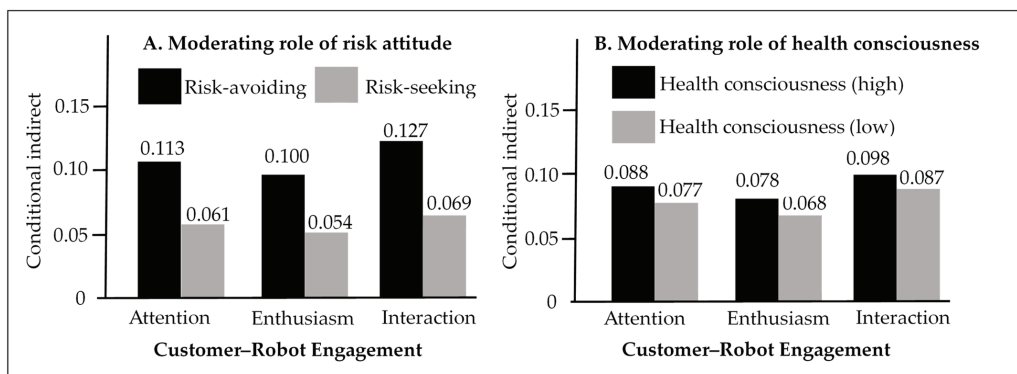 A. Moderating role of risk attitude
Risk-avoiding
Risk-seeking
Conditional indirect
0.15
0.10
0.05
0
0.113
0.061
0.100
0.054
0.127
0.069
Attention
Enthusiasm
Interaction
Customer–Robot Engagement
B. Moderating role of health consciousness
Health consciousness (high)
Health consciousness (low)
Conditional indirect
0.15
0.10
0.05
0
0.088
0.077
0.078
0.068
0.098
0.087
Attention
Enthusiasm
Interaction
Customer–Robot Engagement